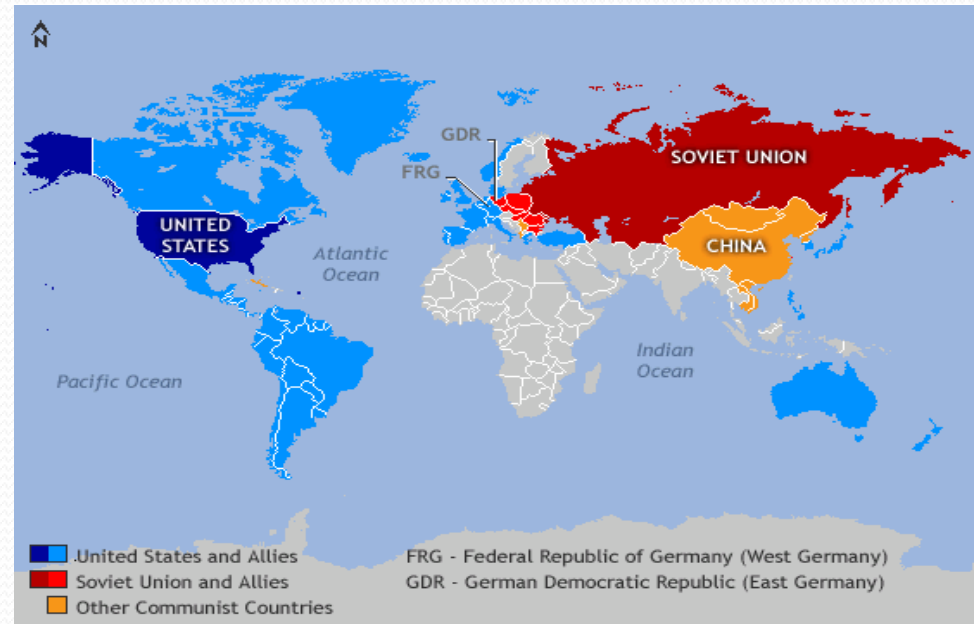 N
GDR
FRG
SOVIET UNION
UNITED
STATES
CHINA
Atlantic
Ocean
Indian
Ocean
Pacific Ocean
United States and Allies
Soviet Union and Allies
Other Communist Countries
FRG - Federal Republic of Germany (West Germany)
GDR - German Democratic Republic (East Germany)